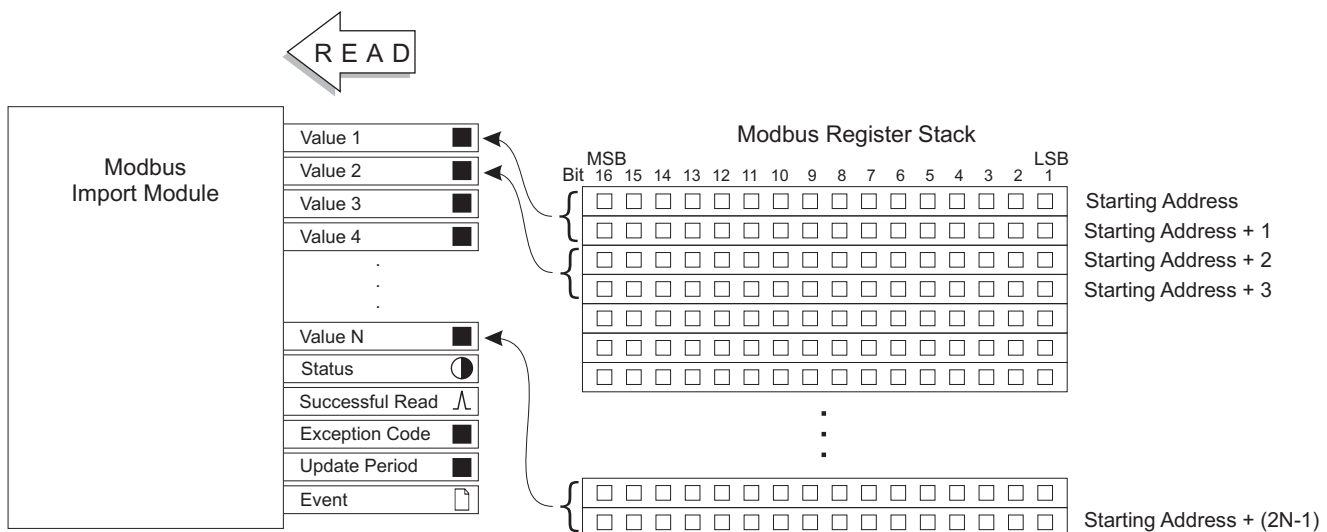 READ
Modbus
Import Module
Value 1
Value 2
Value 3
Value 4
.
.
.
Value N
Status
Successful Read
Exception Code
Update Period
Event
Modbus Register Stack
MSB
LSB
Bit 16 15 14 13 12 11 10 9 8 7 6 5 4 3 2 1
Starting Address
Starting Address + 1
Starting Address + 2
Starting Address + 3
.
.
.
Starting Address + (2N-1)